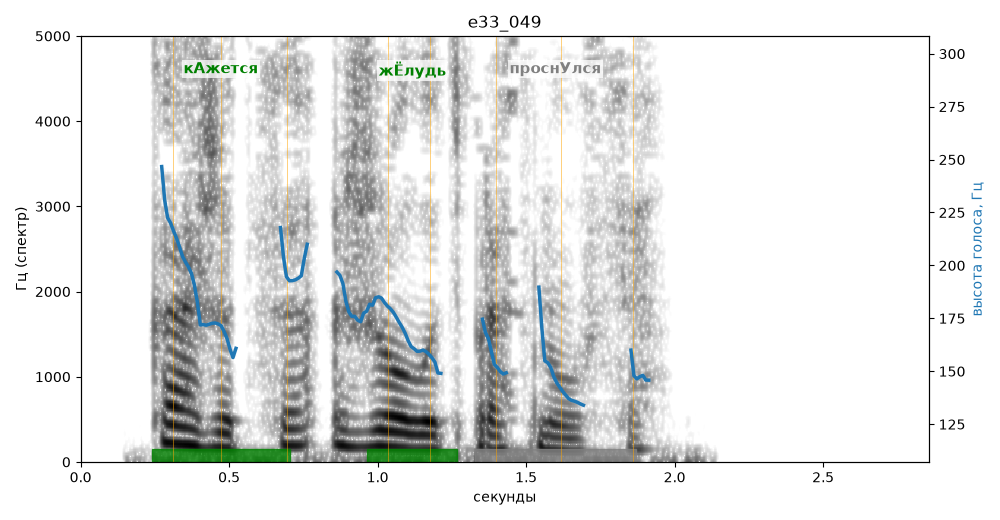 e33_049
кАжется
жЁлудь
проснУлся
5000
4000
3000
2000
1000
0
Гц (спектр)
300
275
250
225
200
175
150
125
высота голоса, Гц
0.0 0.5 1.0 1.5 2.0 2.5
секунды